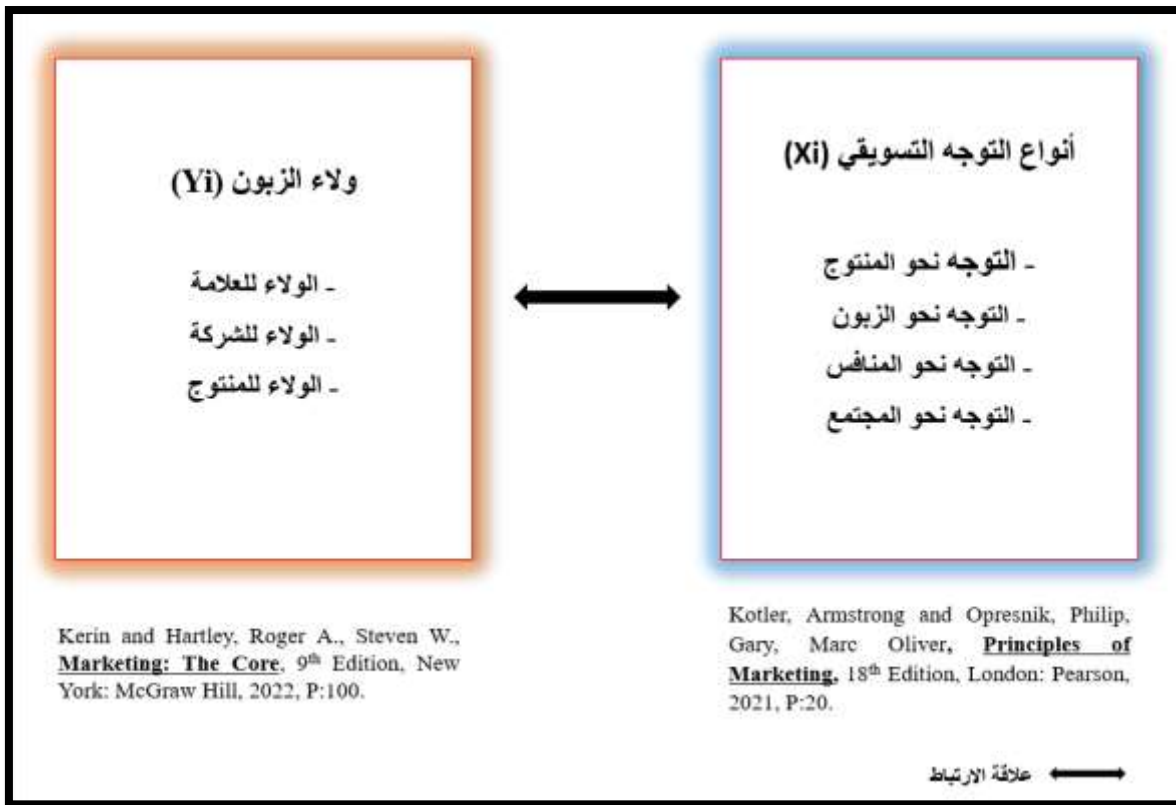 أنواع التوجه التسويقي (Xi)
- التوجه نحو المنتوج
- التوجه نحو الزبون
- التوجه نحو المنافس
- التوجه نحو المجتمع
Kotler, Armstrong and Opresnik, Philip,
Gary, Marc Oliver, Principles of
Marketing, 18th Edition, London: Pearson,
2021, P:20.
ولاء الزبون (Yi)
- الولاء للعلامة
- الولاء للشركة
- الولاء للمنتوج
Kerin and Hartley, Roger A., Steven W.,
Marketing: The Core, 9th Edition, New
York: McGraw Hill, 2022, P:100.
علاقة الارتباط